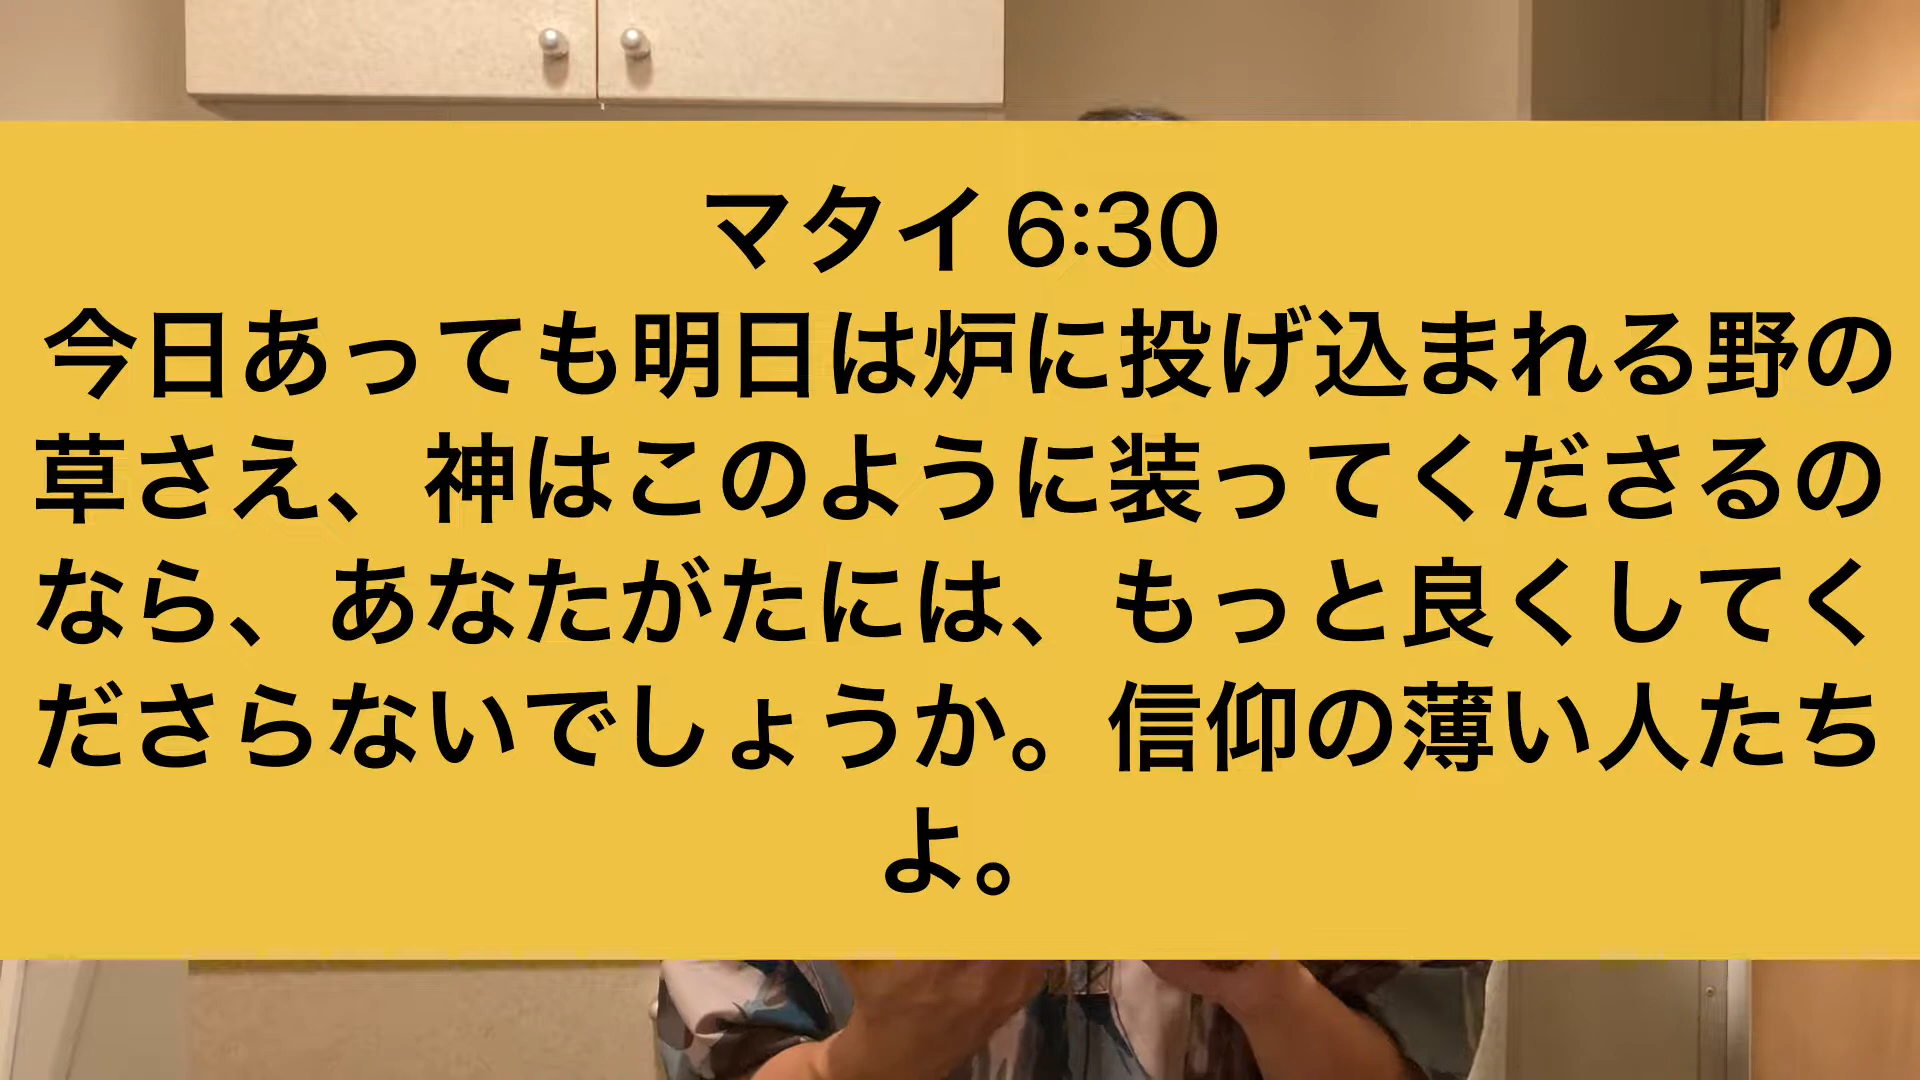 マタイ 6:30
今日あっても明日は炉に投げ込まれる野の
草さえ、神はこのように装ってくださるの
なら、あなたがたには、もっと良くしてく
ださらないでしょうか。信仰の薄い人たち
よ。